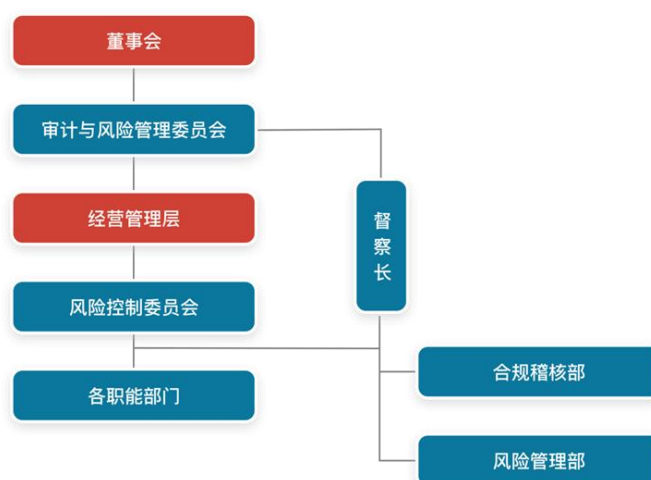 董事会
审计与风险管理委员会
经营管理层
督察长
风险控制委员会
合规稽核部
各职能部门
风险管理部